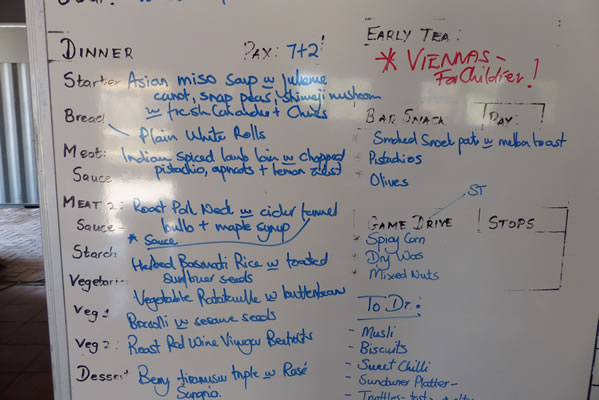 DINNER PAX: 7+2'
Starter Asian miso soup w julienne
carrot, snap peas, shimeji mushroom
w fresh Coriander + Chives
Bread Plain White Rolls
Meat: Indian Spiced lamb loin w chopped
Sauce pistachio, apricots + lemon zest
MEAT 2: Roast Pork Neck w cider fennel
Sauce - bulb + maple syrup
* Sauce
Starch Herbed Basmati Rice w toasted
sunflower seeds
Vegetarian Vegetable Ratatouille w butterbean
Veg 1 Broccoli w sesame seeds
Veg 2: Roast Red Wine Vinegar Beetroots
Dessert Berry tiramisu triple w Rosé
Sangria.
EARLY TEA:
* VIENNAS -
For Children!
BAR SNACK DAY:
* Smoked Snoek pate w melba toast
* Pistachios
* Olives
ST
GAME DRIVE STOPS
* Spicy Corn
* Dry Wors
* Mixed Nuts
To Do:
- Musli
- Biscuits
- Sweet Chilli
- Sundowner Platter -